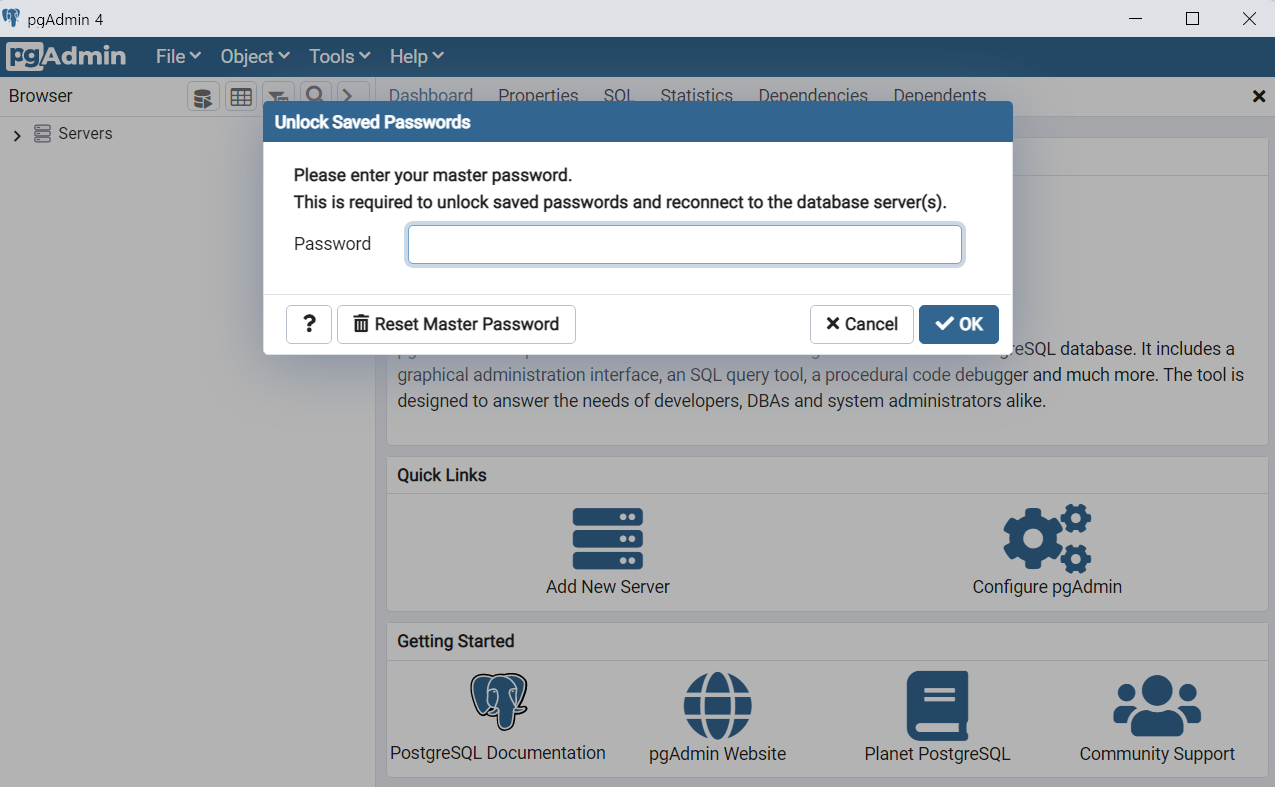 pgAdmin 4
pgAdmin File Object Tools Help
Browser Dashboard Properties SQL Statistics Dependencies Dependents
Servers
Unlock Saved Passwords
Please enter your master password.
This is required to unlock saved passwords and reconnect to the database server(s).
Password
? Reset Master Password Cancel OK
eSQL database. It includes a
graphical administration interface, an SQL query tool, a procedural code debugger and much more. The tool is
designed to answer the needs of developers, DBAs and system administrators alike.
Quick Links
Add New Server Configure pgAdmin
Getting Started
PostgreSQL Documentation pgAdmin Website Planet PostgreSQL Community Support